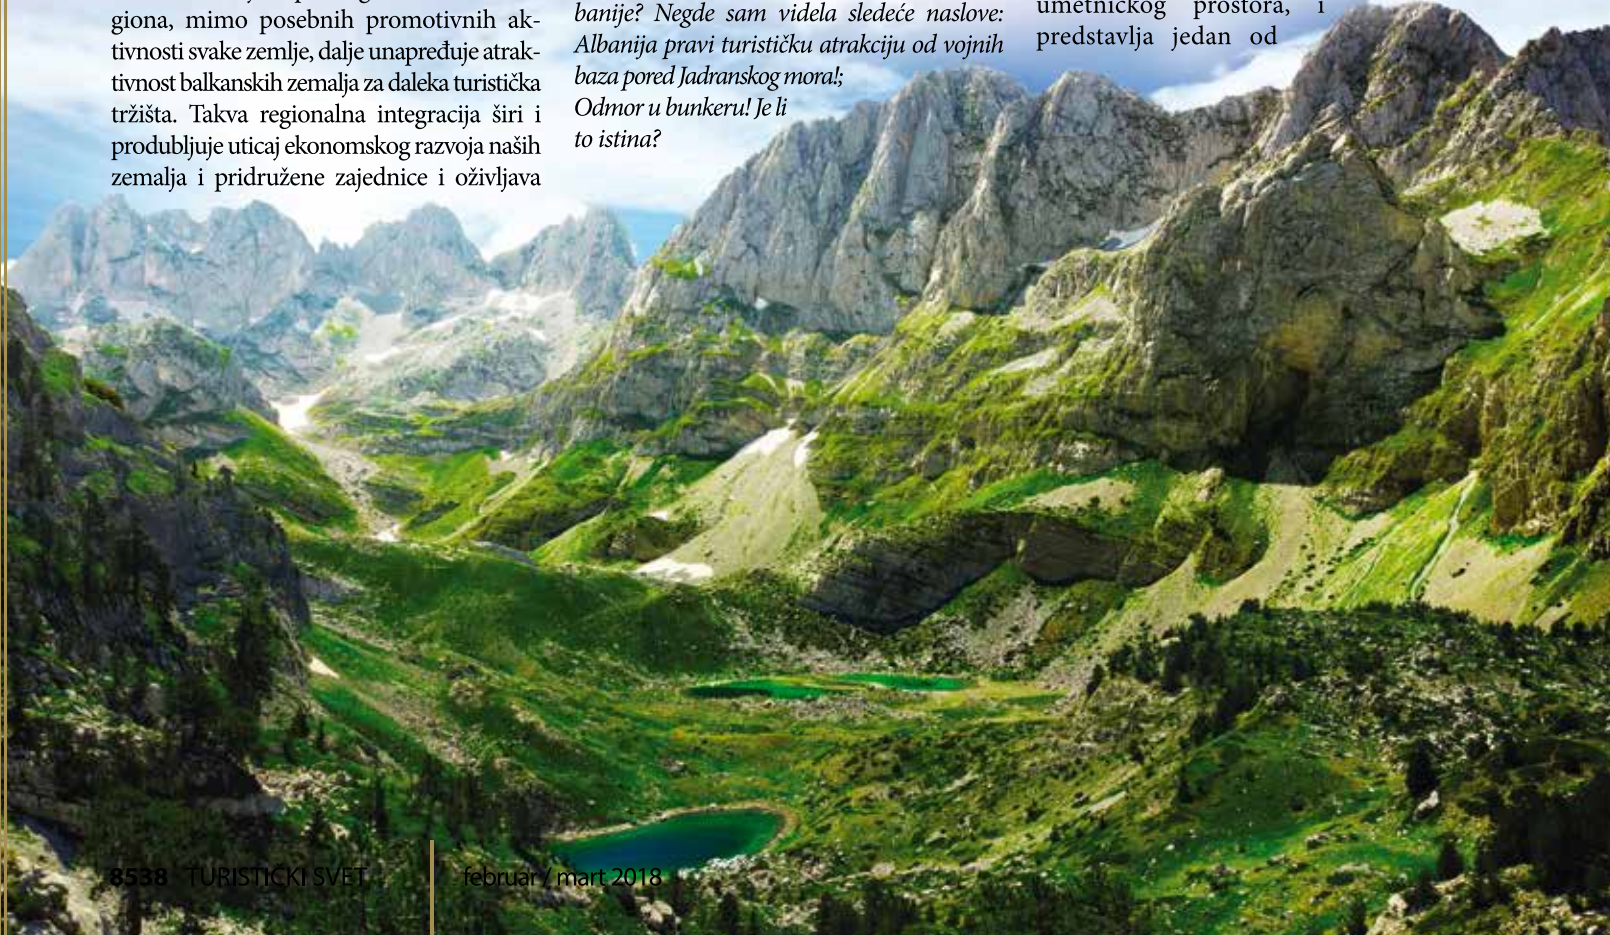 giona, mimo posebnih promotivnih ak-
tivnosti svake zemlje, dalje unapređuje atrak-
tivnost balkanskih zemalja za daleka turistička
tržišta. Takva regionalna integracija širi i
produbljuje uticaj ekonomskog razvoja naših
zemalja i pridružene zajednice i oživljava
banije? Negde sam videla sledeće naslove:
Albanija pravi turističku atrakciju od vojnih
baza pored Jadranskog mora!;
Odmor u bunkeru! Je li
to istina?
umetničkog prostora, i
predstavlja jedan od
8538 TURISTIČKI SVET
februar / mart 2018